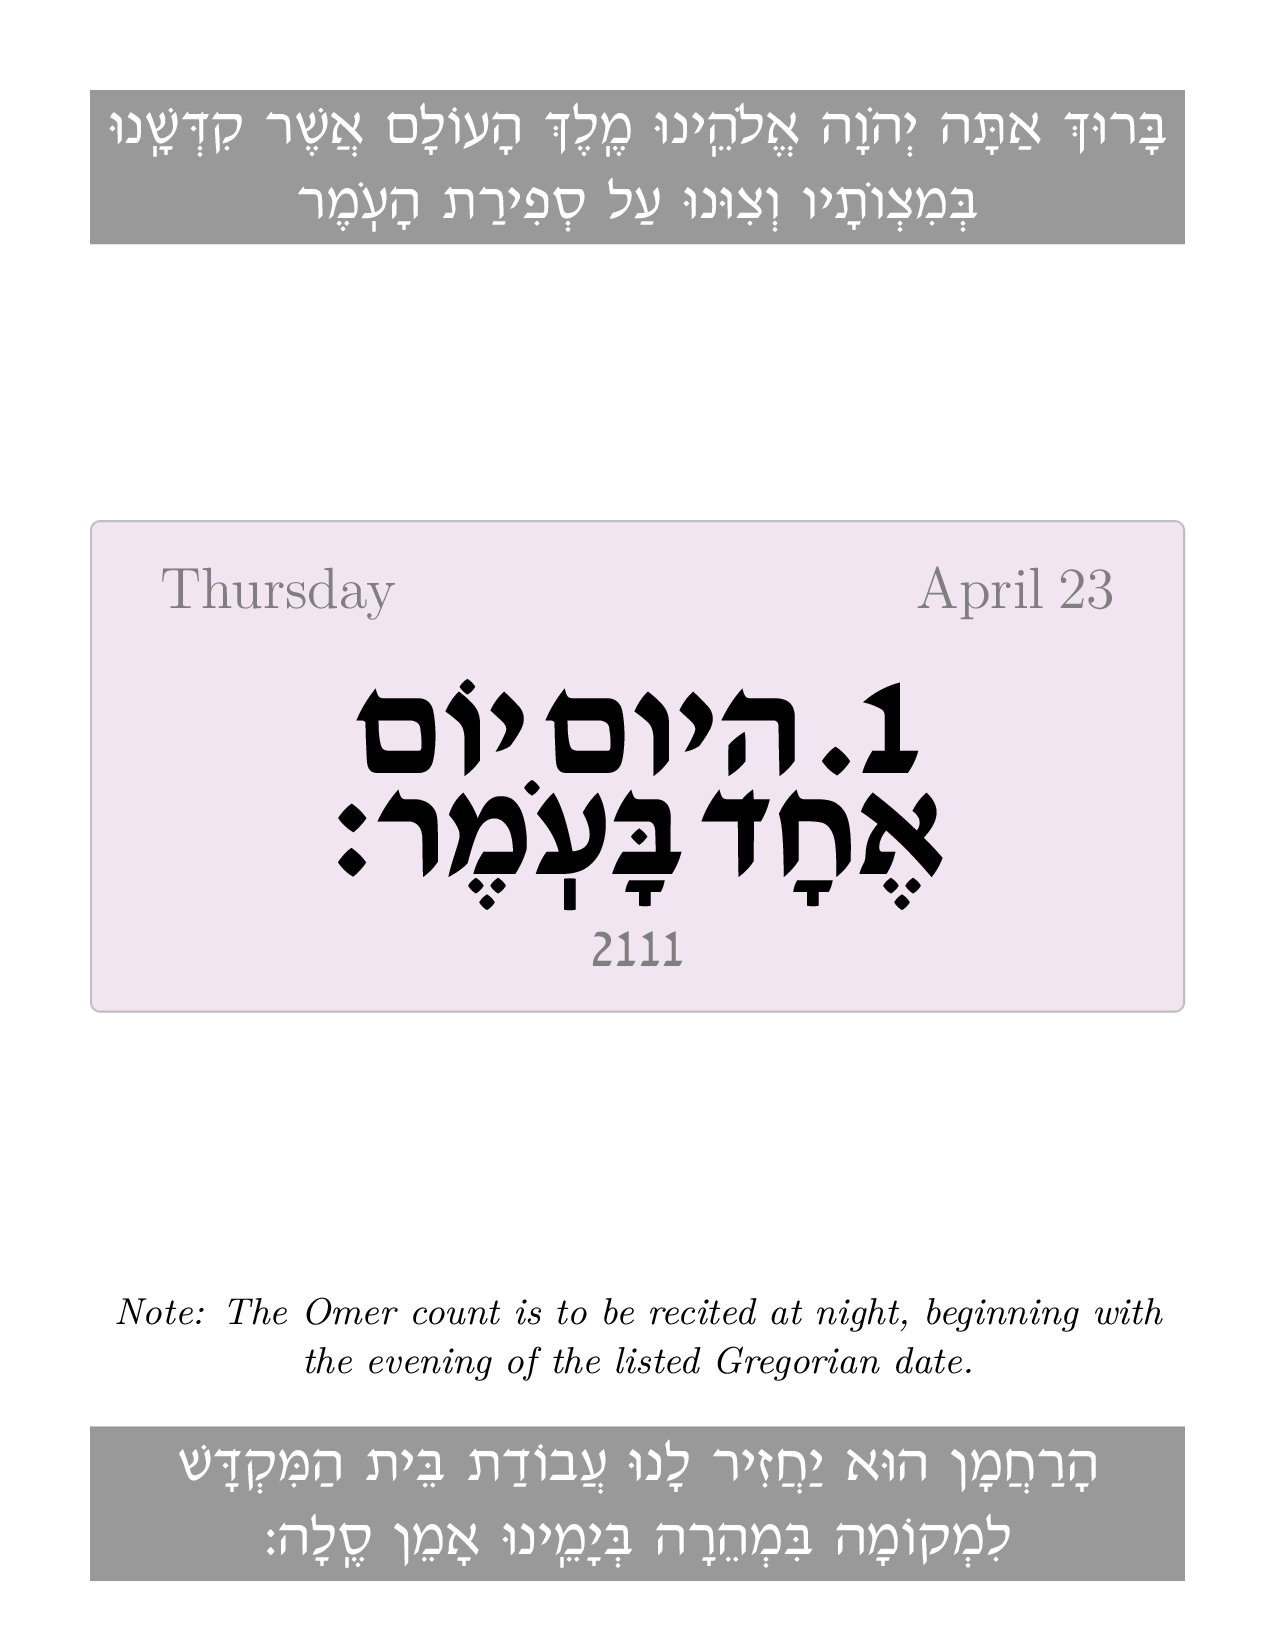 בָּרוּךְ אַתָּה יְהֹוָה אֱלֹהֵֽינוּ מֶֽלֶךְ הָעוֹלָם אֲשֶׁר קִדְּשָֽׁנוּ
בְּמִצְוֹתָיו וְצִוּנוּ עַל סְפִירַת הָעֹֽמֶר
Thursday April 23
1. היום יוֹם
אֶחָד בָּעֹֽמֶר׃
2111
Note: The Omer count is to be recited at night, beginning with
the evening of the listed Gregorian date.
הָרַחֲמָן הוּא יַחֲזִיר לָנוּ עֲבוֹדַת בֵּית הַמִּקְדָּשׁ
לִמְקוֹמָהּ בִּמְהֵרָה בְּיָמֵֽינוּ אָמֵן סֶֽלָה׃